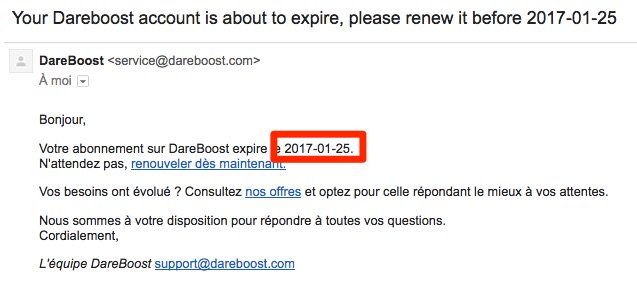 Your Dareboost account is about to expire, please renew it before 2017-01-25
DareBoost <service@dareboost.com>
À moi
Bonjour,
Votre abonnement sur DareBoost expire le 2017-01-25.
N'attendez pas, renouveler dès maintenant.
Vos besoins ont évolué ? Consultez nos offres et optez pour celle répondant le mieux à vos attentes.
Nous sommes à votre disposition pour répondre à toutes vos questions.
Cordialement,
L'équipe DareBoost support@dareboost.com